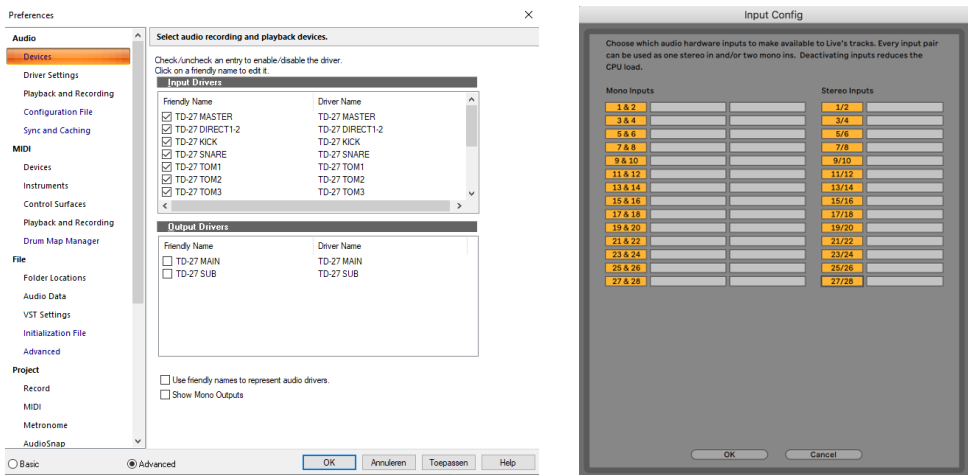 Preferences
Audio
Devices
Driver Settings
Playback and Recording
Configuration File
Sync and Caching
MIDI
Devices
Instruments
Control Surfaces
Playback and Recording
Drum Map Manager
File
Folder Locations
Audio Data
VST Settings
Initialization File
Advanced
Project
Record
MIDI
Metronome
AudioSnap
Basic
Advanced
Select audio recording and playback devices.
Check/uncheck an entry to enable/disable the driver.
Click on a friendly name to edit it.
Input Drivers
Friendly Name Driver Name
TD-27 MASTER TD-27 MASTER
TD-27 DIRECT1-2 TD-27 DIRECT1-2
TD-27 KICK TD-27 KICK
TD-27 SNARE TD-27 SNARE
TD-27 TOM1 TD-27 TOM1
TD-27 TOM2 TD-27 TOM2
TD-27 TOM3 TD-27 TOM3
Output Drivers
Friendly Name Driver Name
TD-27 MAIN TD-27 MAIN
TD-27 SUB TD-27 SUB
Use friendly names to represent audio drivers.
Show Mono Outputs
OK Annuleren Toepassen Help
Input Config
Choose which audio hardware inputs to make available to Live's tracks. Every input pair
can be used as one stereo in and/or two mono ins. Deactivating inputs reduces the
CPU load.
Mono Inputs Stereo Inputs
1 & 2 1/2
3 & 4 3/4
5 & 6 5/6
7 & 8 7/8
9 & 10 9/10
11 & 12 11/12
13 & 14 13/14
15 & 16 15/16
17 & 18 17/18
19 & 20 19/20
21 & 22 21/22
23 & 24 23/24
25 & 26 25/26
27 & 28 27/28
OK Cancel